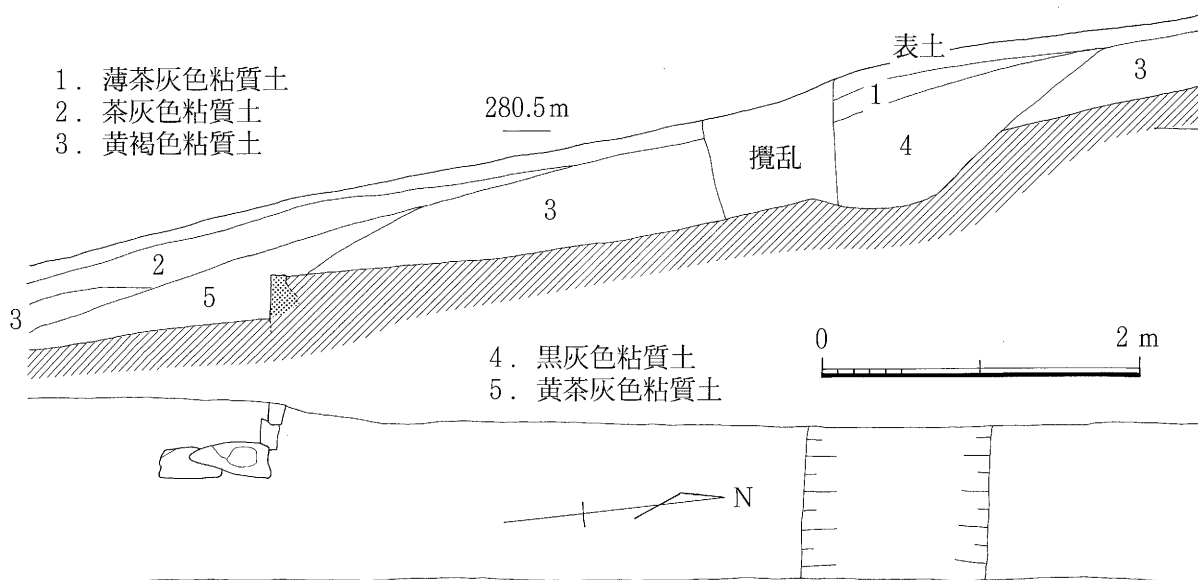 表土
1. 薄茶灰色粘質土
2. 茶灰色粘質土
3. 黄褐色粘質土
280.5m
3
1
4
攪乱
3
2
5
3
4. 黒灰色粘質土
5. 黄茶灰色粘質土
0 2 m
N